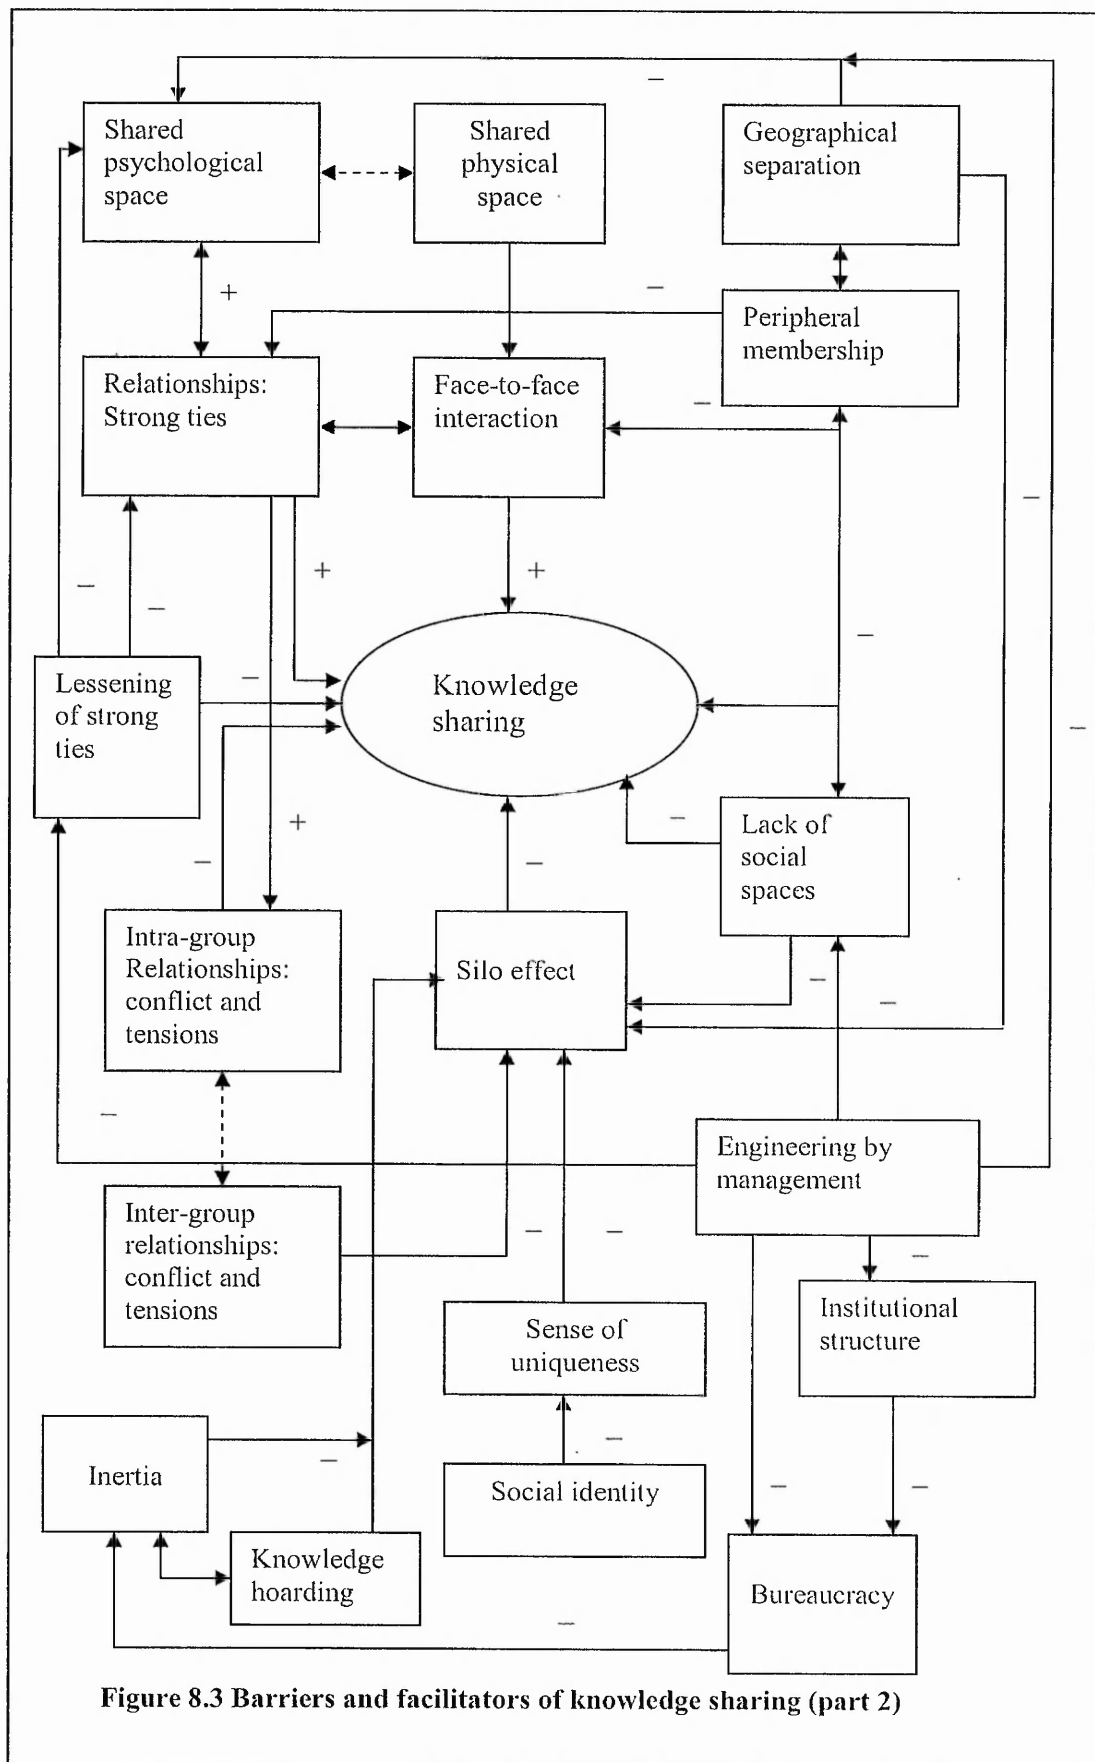 Shared
psychological
space
Shared
physical
space
Geographical
separation
Peripheral
membership
Relationships:
Strong ties
Face-to-face
interaction
Lessening
of strong
ties
Knowledge
sharing
Lack of
social
spaces
Intra-group
Relationships:
conflict and
tensions
Silo effect
Engineering by
management
Inter-group
relationships:
conflict and
tensions
Sense of
uniqueness
Institutional
structure
Inertia
Social identity
Knowledge
hoarding
Bureaucracy
Figure 8.3 Barriers and facilitators of knowledge sharing (part 2)